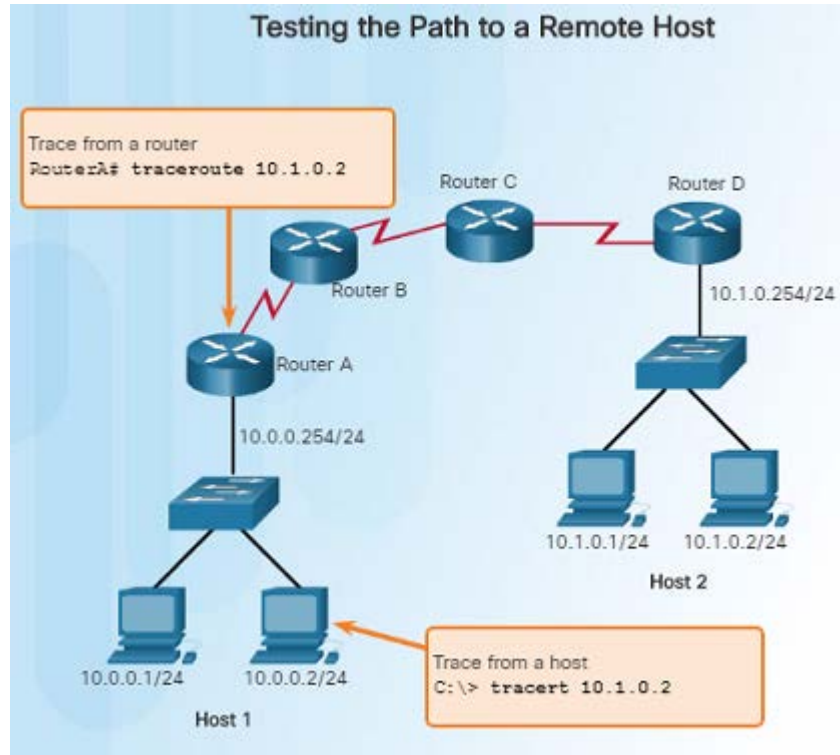 Testing the Path to a Remote Host
Trace from a router
RouterA# traceroute 10.1.0.2
Router C
Router D
Router B
10.1.0.254/24
Router A
10.0.0.254/24
10.1.0.1/24
10.1.0.2/24
Host 2
Trace from a host
C:\> tracert 10.1.0.2
10.0.0.1/24
10.0.0.2/24
Host 1